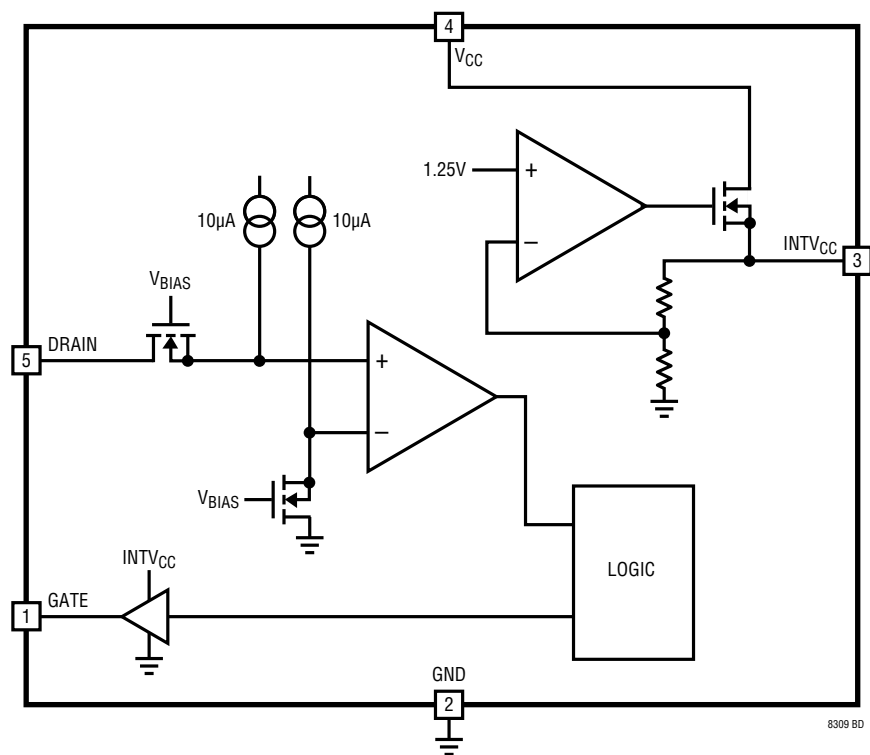 4
VCC
1.25V
+
−
INTVCC
3
10µA
10µA
VBIAS
5
DRAIN
+
−
VBIAS
LOGIC
INTVCC
1
GATE
GND
2
8309 BD